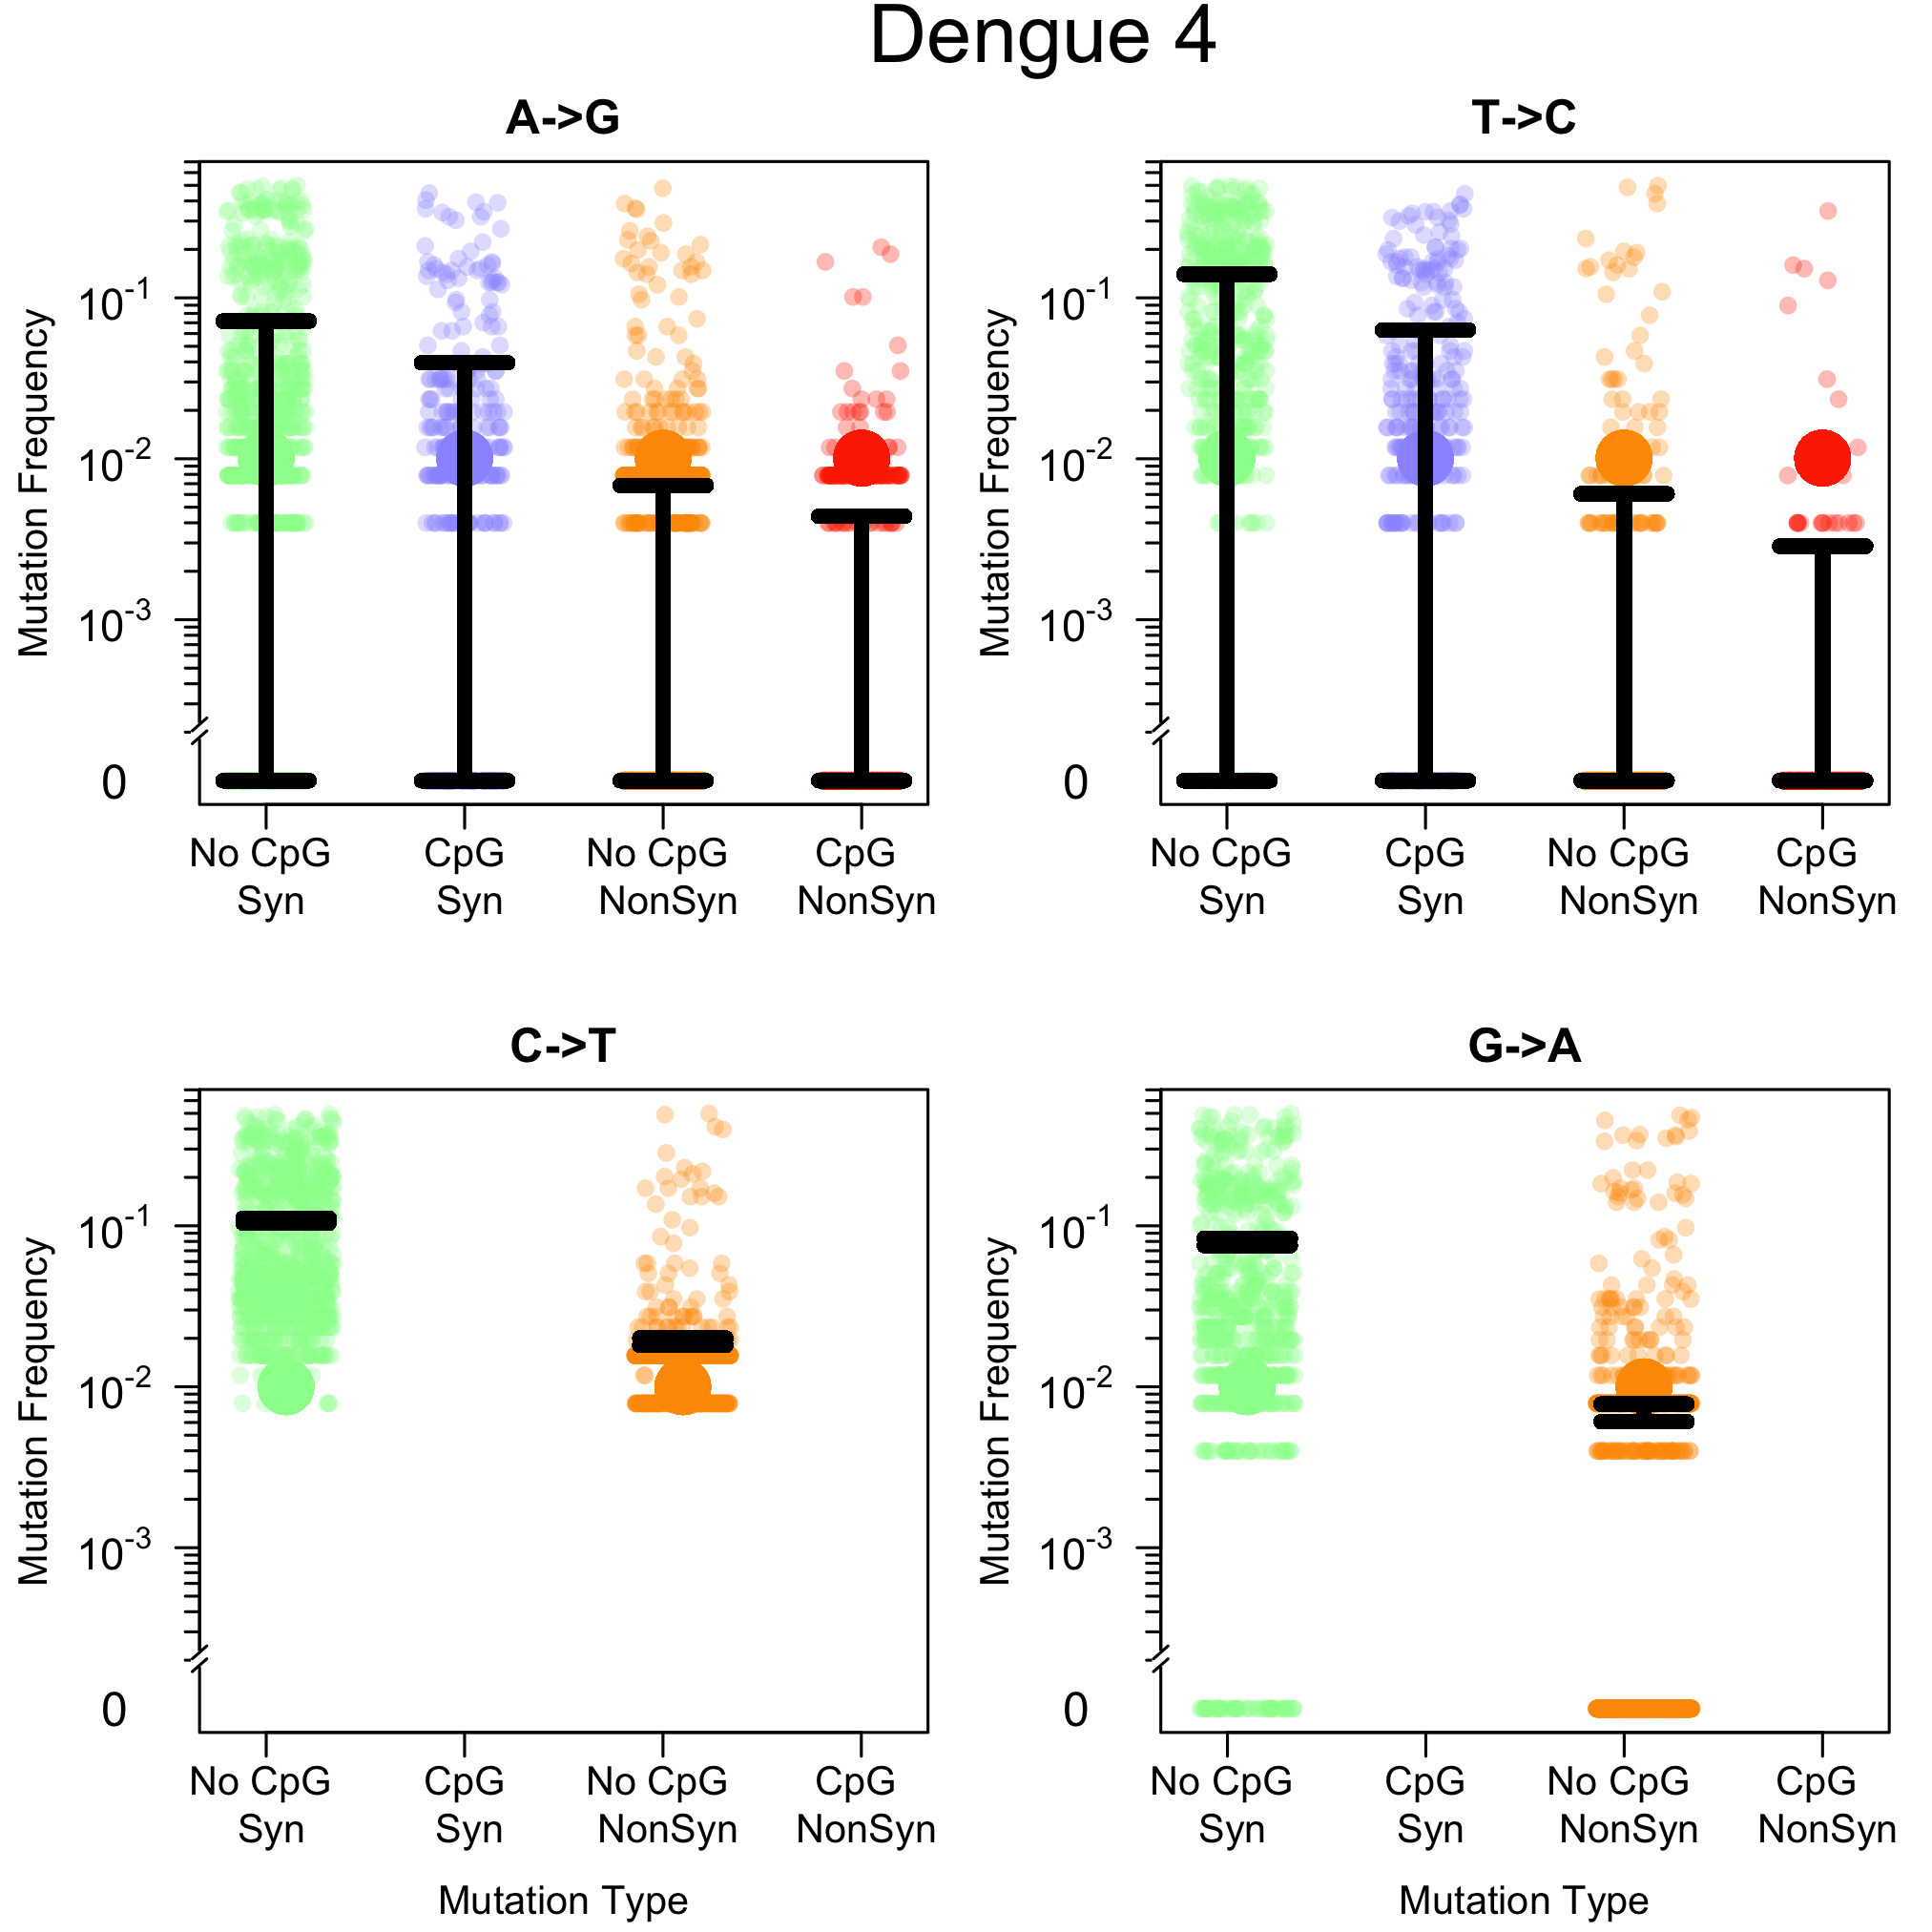 Dengue 4
A->G
Mutation Frequency
10-1
10-2
10-3
0
No CpG CpG No CpG CpG
Syn Syn NonSyn NonSyn
T->C
Mutation Frequency
10-1
10-2
10-3
0
No CpG CpG No CpG CpG
Syn Syn NonSyn NonSyn
C->T
Mutation Frequency
10-1
10-2
10-3
0
No CpG CpG No CpG CpG
Syn Syn NonSyn NonSyn
Mutation Type
G->A
Mutation Frequency
10-1
10-2
10-3
0
No CpG CpG No CpG CpG
Syn Syn NonSyn NonSyn
Mutation Type